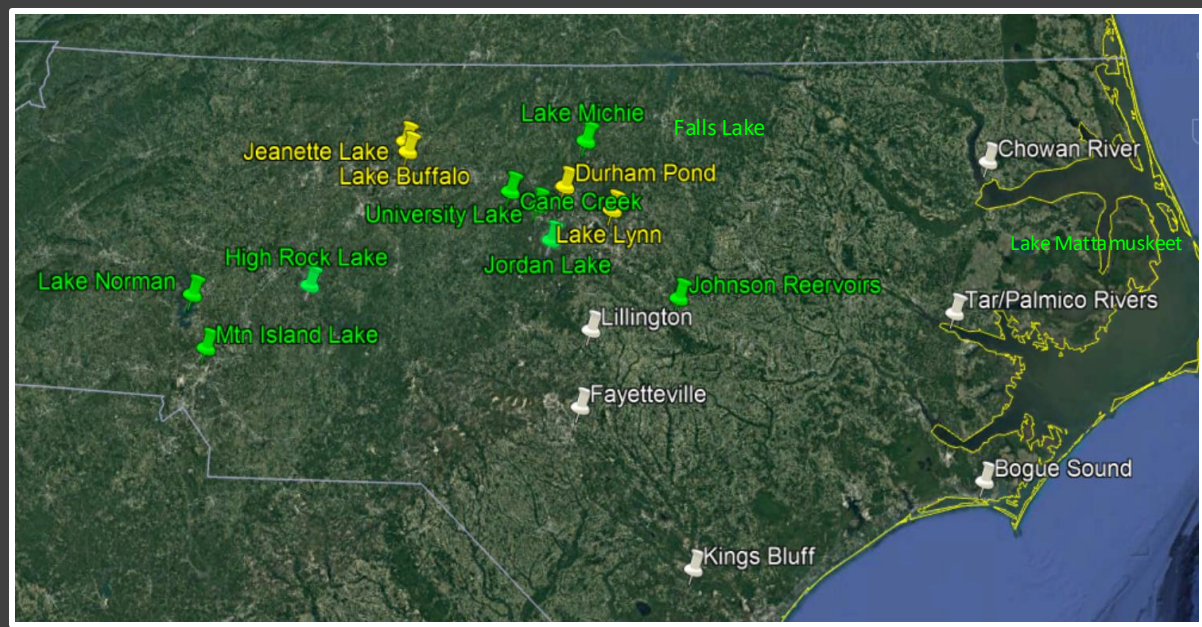 Lake Michie
Falls Lake
Jeanette Lake
Chowan River
Lake Buffalo
Durham Pond
Cane Creek
University Lake
Lake Lynn
Lake Mattamuskeet
High Rock Lake
Jordan Lake
Lake Norman
Johnson Reervoirs
Tar/Palmico Rivers
Lillington
Mtn Island Lake
Fayetteville
Bogue Sound
Kings Bluff